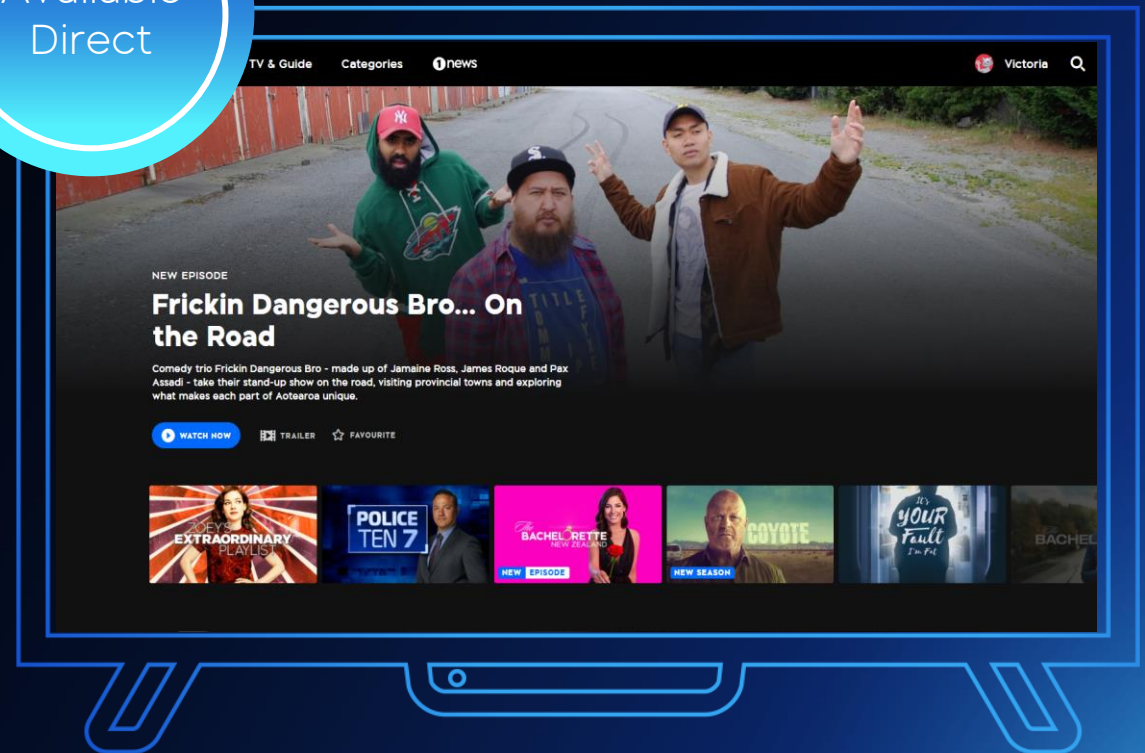 Available
Direct
TV & Guide Categories 1news Victoria
NEW EPISODE
Frickin Dangerous Bro... On
the Road
Comedy trio Frickin Dangerous Bro - made up of Jamaine Ross, James Roque and Pax
Assadi - take their stand-up show on the road, visiting provincial towns and exploring
what makes each part of Aotearoa unique.
WATCH NOW TRAILER FAVOURITE
ZOEY'S
EXTRAORDINARY
PLAYLIST
POLICE
TEN 7
The
BACHELORETTE
NEW ZEALAND
NEW EPISODE
COYOTE
NEW SEASON
It's
YOUR
Fault
I'm Fat
BACHEL